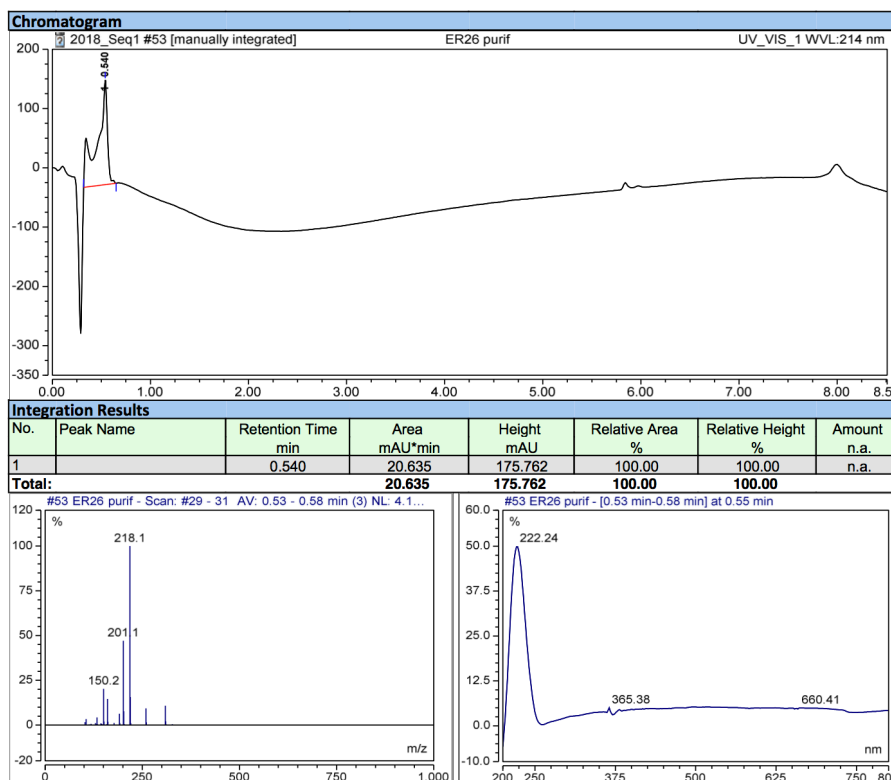 Chromatogram
2018_Seq1 #53 [manually integrated] ER26 purif UV_VIS_1 WVL:214 nm
200
100
0
-100
-200
-300
-350
1 - 0.540
0.00 1.00 2.00 3.00 4.00 5.00 6.00 7.00 8.00 8.5
Integration Results
No. Peak Name Retention Time Area Height Relative Area Relative Height Amount
min mAU*min mAU % % n.a.
1 0.540 20.635 175.762 100.00 100.00 n.a.
Total: 20.635 175.762 100.00 100.00
#53 ER26 purif - Scan: #29 - 31 AV: 0.53 - 0.58 min (3) NL: 4.1...
120
100
75
50
25
0
-20
%
218.1
201.1
150.2
m/z
0 250 500 750 1.000
#53 ER26 purif - [0.53 min-0.58 min] at 0.55 min
60.0
50.0
37.5
25.0
12.5
0.0
-10.0
%
222.24
365.38 660.41
nm
200 250 375 500 625 750 80